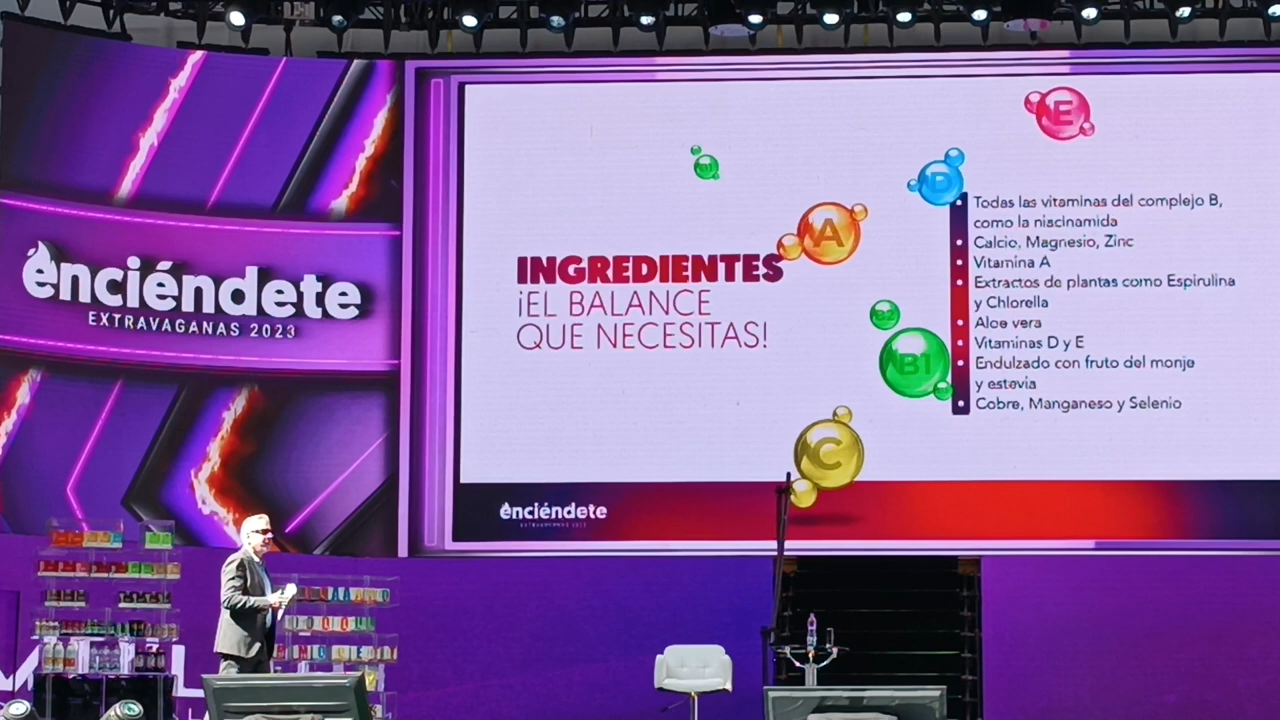 E
B1
D
A
INGREDIENTES
¡EL BALANCE
QUE NECESITAS!
B2
B1
C
• Todas las vitaminas del complejo B,
como la niacinamida
• Calcio, Magnesio, Zinc
• Vitamina A
• Extractos de plantas como Espirulina
y Chlorella
• Aloe vera
• Vitaminas D y E
• Endulzado con fruto del monje
y estevia
• Cobre, Manganeso y Selenio
enciéndete
EXTRAVAGANAS 2023
enciéndete
EXTRAVAGANAS 2023